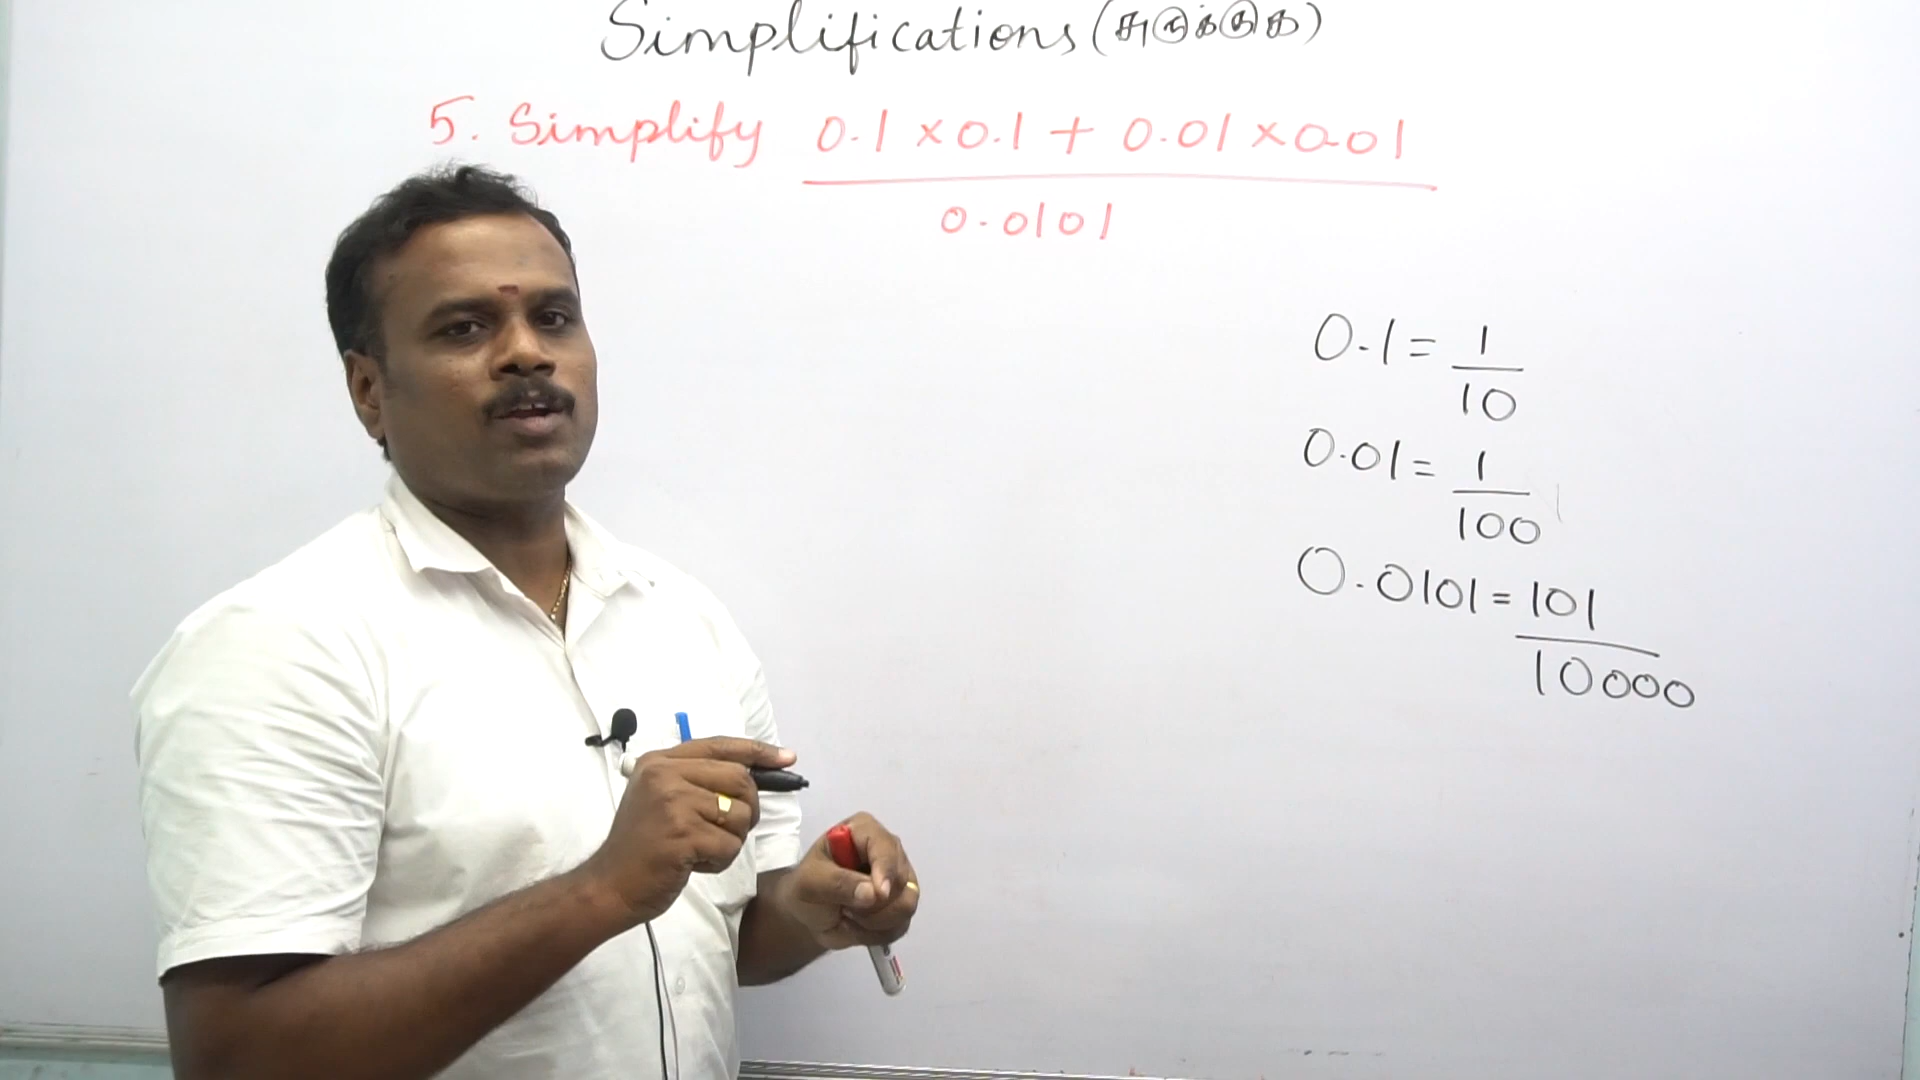 Simplifications (சுருக்குக)
5. Simplify 0.1 × 0.1 + 0.01 × 0.01
0.0101
0.1 = 1
10
0.01 = 1
100
0.0101 = 101
10000